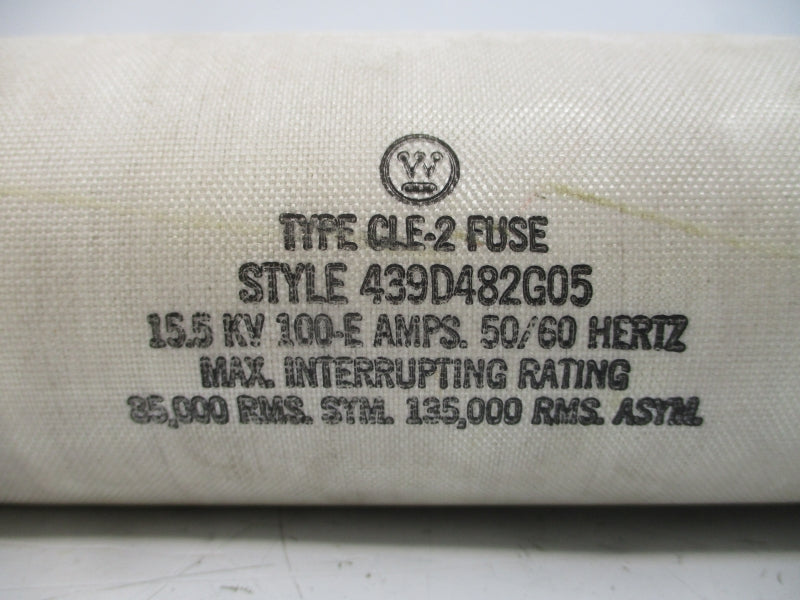 TYPE CLE-2 FUSE
STYLE 439D482G05
15.5 KV 100-E AMPS. 50/60 HERTZ
MAX. INTERRUPTING RATING
85,000 RMS. SYM. 135,000 RMS. ASYM.